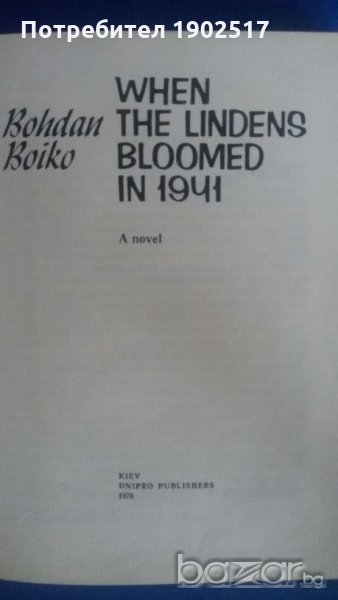 Потребител 1902517
WHEN
Bohdan THE LINDENS
Boiko BLOOMED
IN 1941
A novel
KIEV
DNIPRO PUBLISHERS
1978
bazar.bg